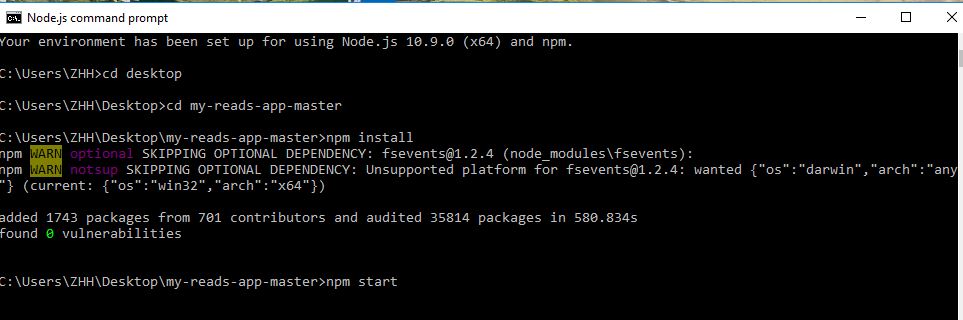 Node.js command prompt
Your environment has been set up for using Node.js 10.9.0 (x64) and npm.
C:\Users\ZHH>cd desktop
C:\Users\ZHH\Desktop>cd my-reads-app-master
C:\Users\ZHH\Desktop\my-reads-app-master>npm install
npm WARN optional SKIPPING OPTIONAL DEPENDENCY: fsevents@1.2.4 (node_modules\fsevents):
npm WARN notsup SKIPPING OPTIONAL DEPENDENCY: Unsupported platform for fsevents@1.2.4: wanted {"os":"darwin","arch":"any
"} (current: {"os":"win32","arch":"x64"})
added 1743 packages from 701 contributors and audited 35814 packages in 580.834s
found 0 vulnerabilities
C:\Users\ZHH\Desktop\my-reads-app-master>npm start